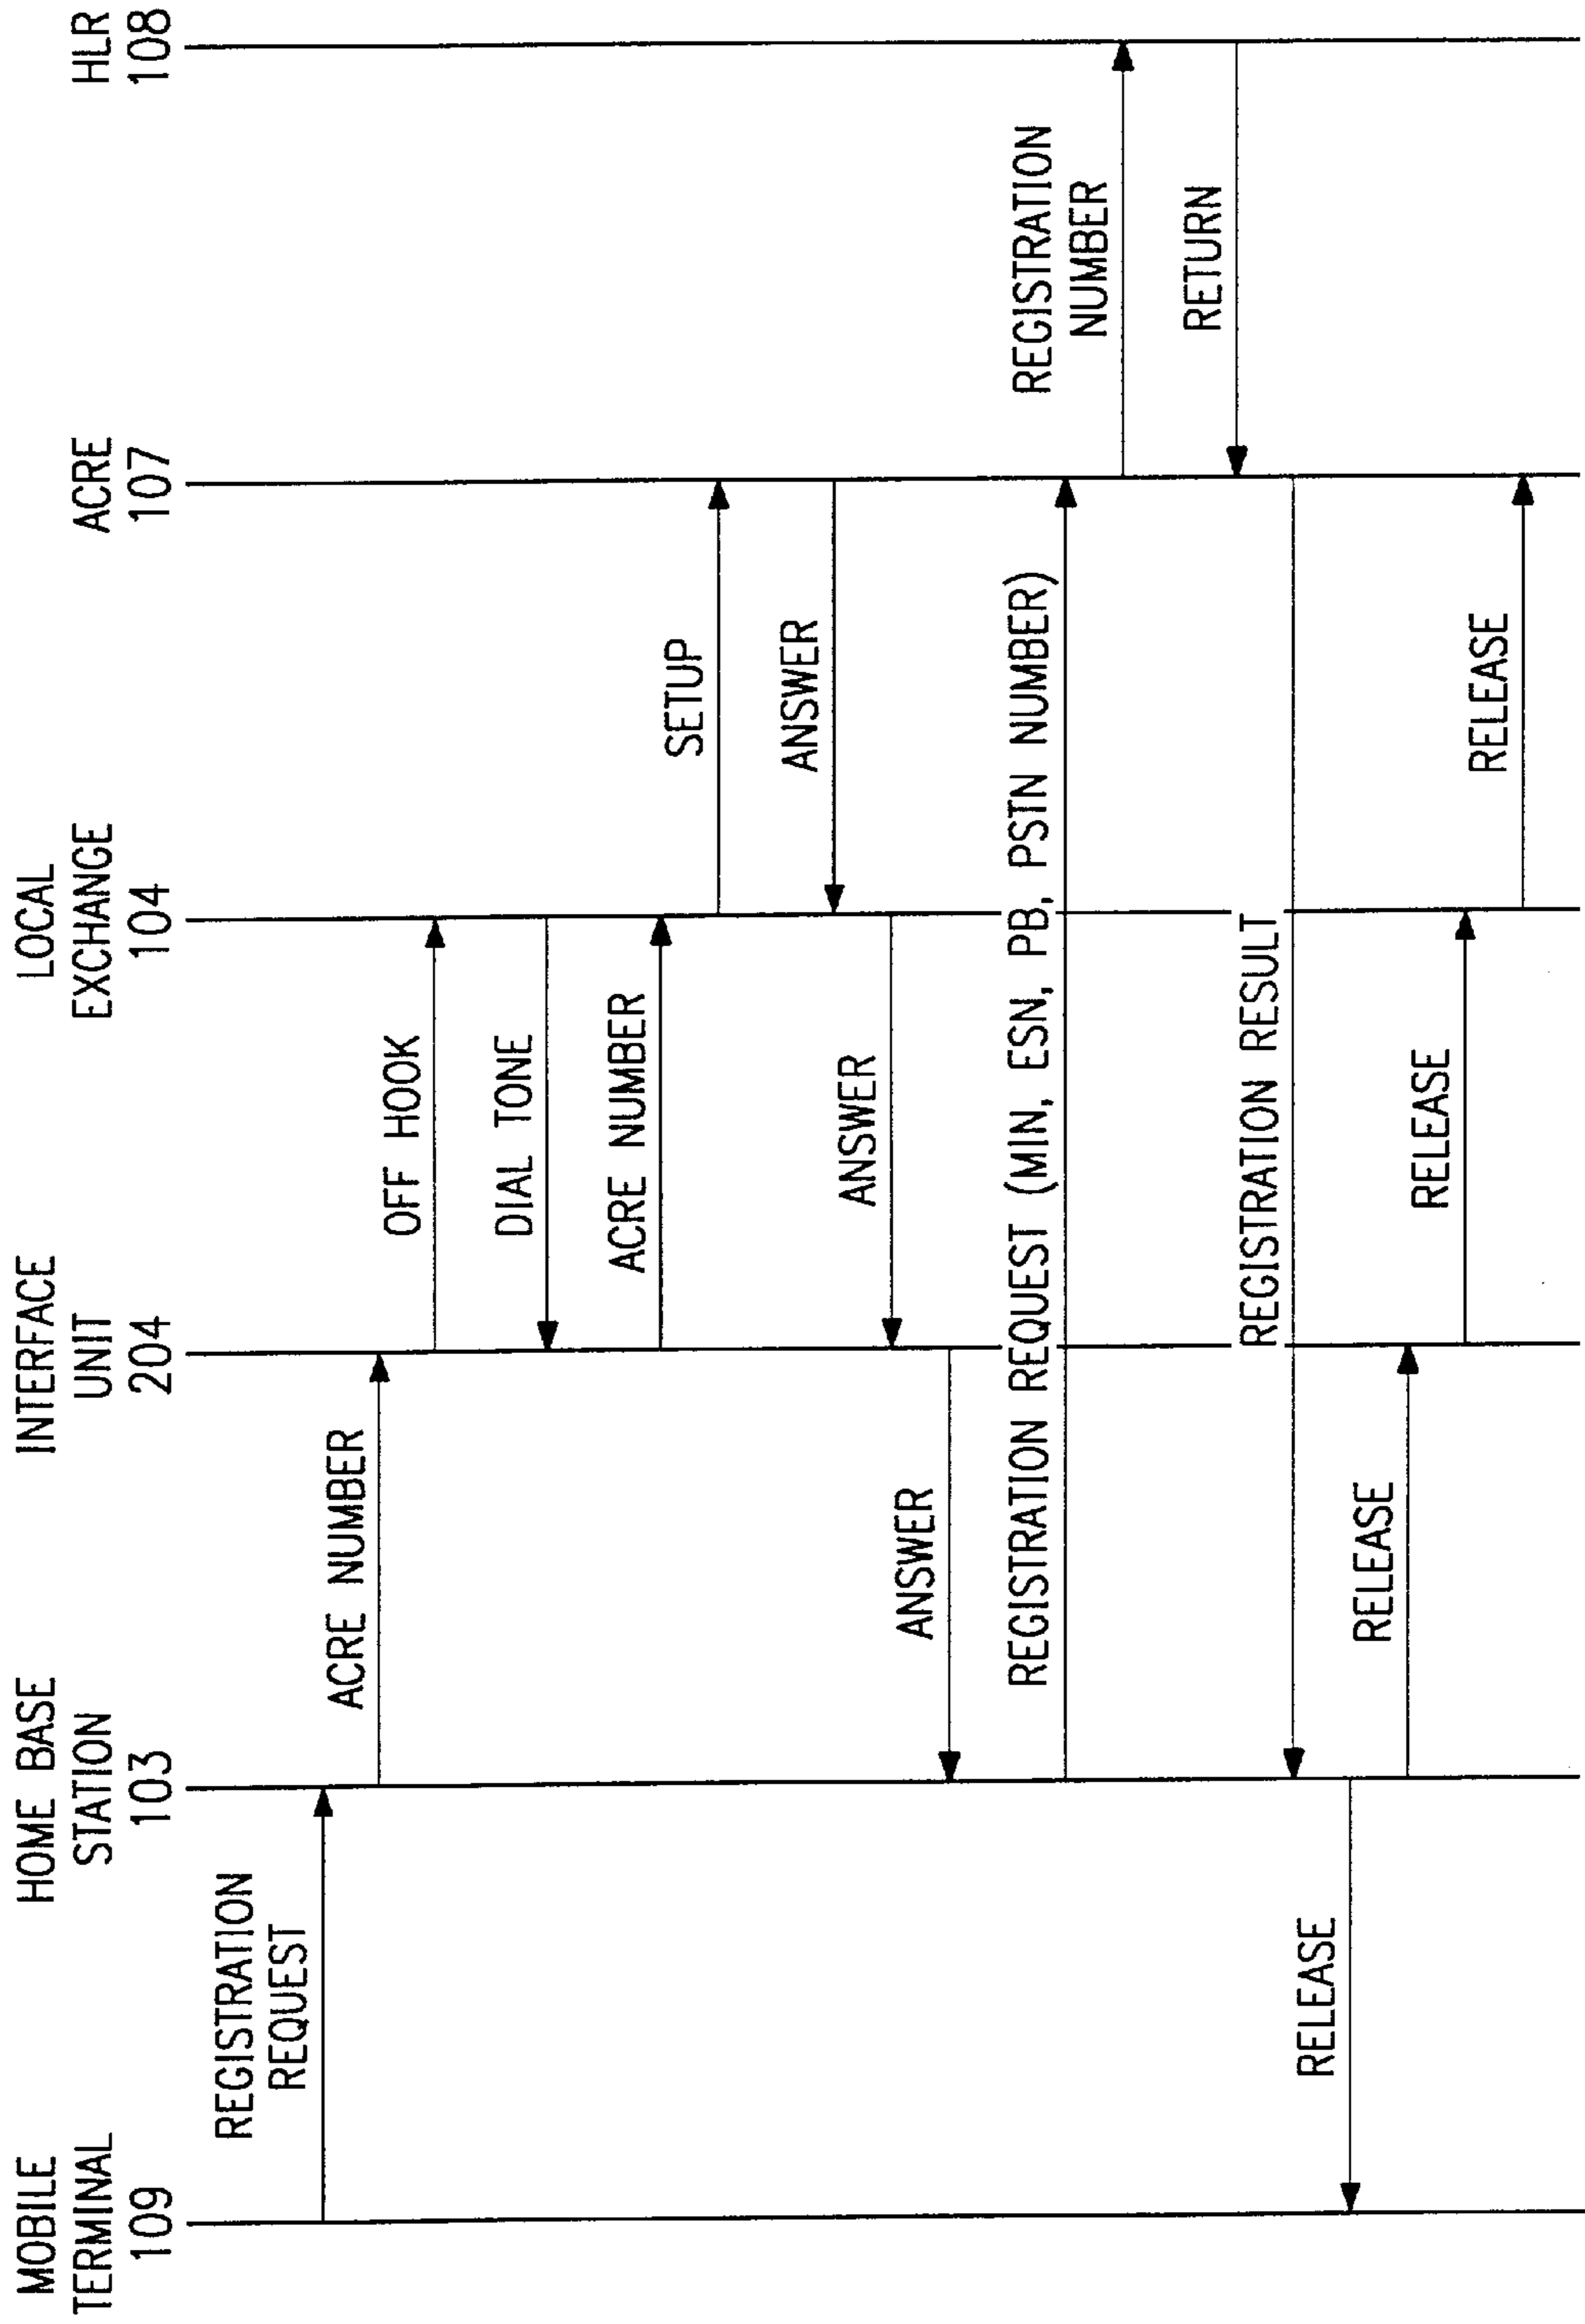 MOBILE
TERMINAL
109
HOME BASE
STATION
103
INTERFACE
UNIT
204
LOCAL
EXCHANGE
104
ACRE
107
HLR
108
REGISTRATION
REQUEST
ACRE NUMBER
OFF HOOK
DIAL TONE
ACRE NUMBER
SETUP
ANSWER
ANSWER
ANSWER
REGISTRATION REQUEST (MIN, ESN, PB, PSTN NUMBER)
REGISTRATION
NUMBER
RETURN
REGISTRATION RESULT
RELEASE
RELEASE
RELEASE
RELEASE